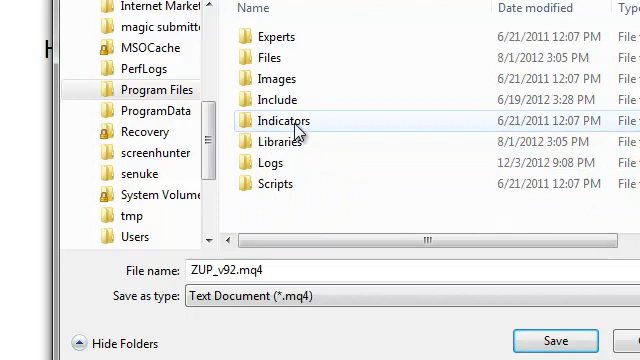 Name Date modified Type
Internet Market
magic submitte
MSOCache
PerfLogs
Program Files
ProgramData
Recovery
screenhunter
senuke
System Volume
tmp
Users
Experts 6/21/2011 12:07 PM File
Files 8/1/2012 3:05 PM File
Images 6/21/2011 12:07 PM File
Include 6/19/2012 3:28 PM File
Indicators 6/21/2011 12:07 PM File
Libraries 8/1/2012 3:05 PM File
Logs 12/3/2012 9:08 PM File
Scripts 6/21/2011 12:07 PM File
File name: ZUP_v92.mq4
Save as type: Text Document (*.mq4)
Hide Folders Save